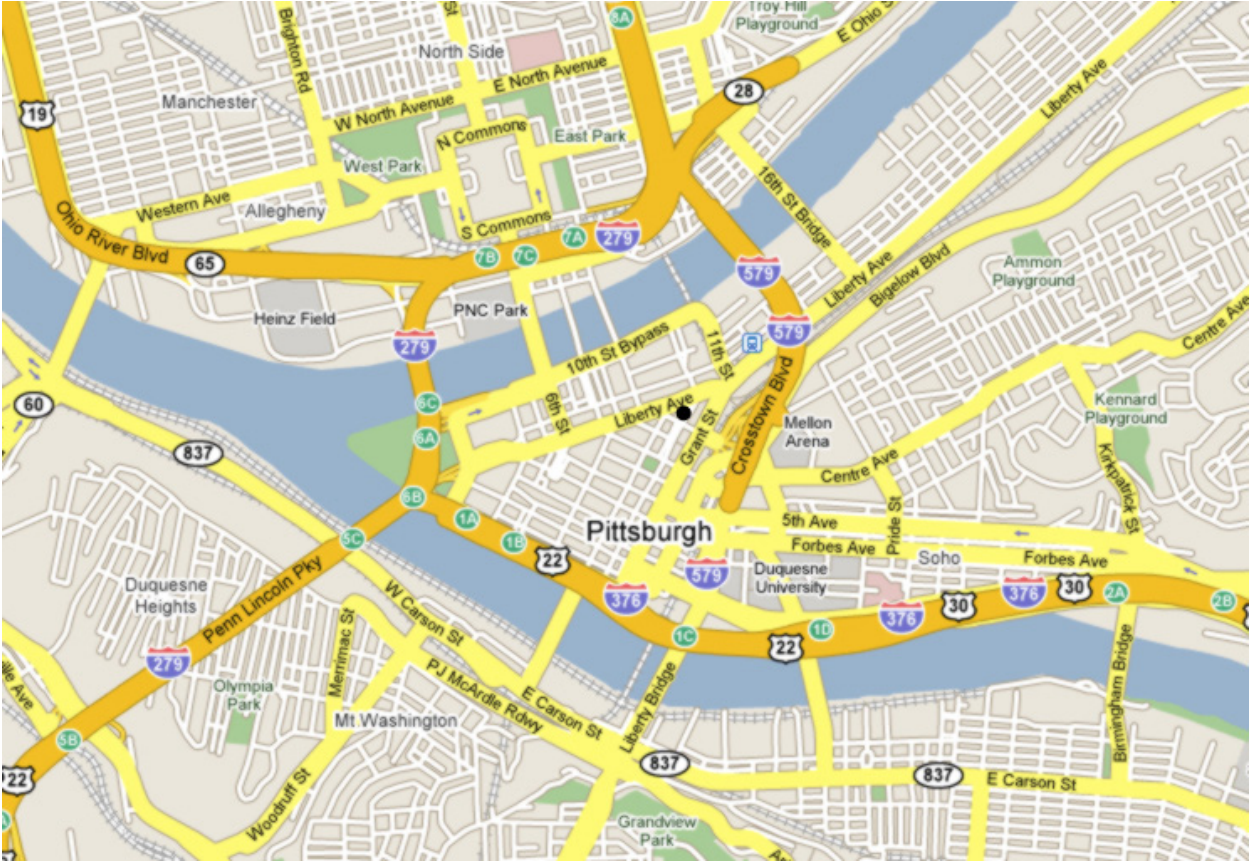 8A
Troy Hill
Playground
E Ohio S
St
Brighton Rd
North Side
E North Avenue
19
Manchester
28
Liberty Ave
W North Avenue
N Commons
East Park
West Park
16th St Bridge
Western Ave
Allegheny
S Commons
Ohio River Blvd
65
7B
7C
7A
279
579
Ammon
Playground
Liberty Ave
Bigelow Blvd
Heinz Field
PNC Park
279
10th St Bypass
11th St
579
Centre Ave
60
6C
6A
6th St
Liberty Ave
Grant St
Crosstown Blvd
Mellon
Arena
Kennard
Playground
837
Centre Ave
Kirkpatrick St
6B
1A
1B
5C
Pittsburgh
5th Ave
Pride St
Forbes Ave
Soho
Forbes Ave
22
579
Duquesne
University
376
Duquesne
Heights
Penn Lincoln Pky
W Carson St
376
30
376
30
2A
2B
1C
22
1D
279
Merrimac St
PJ McArdle Rdwy
E Carson St
Liberty Bridge
Birmingham Bridge
lle Ave
Olympia
Park
Mt Washington
5B
22
837
837
E Carson St
Woodruff St
Grandview
Park